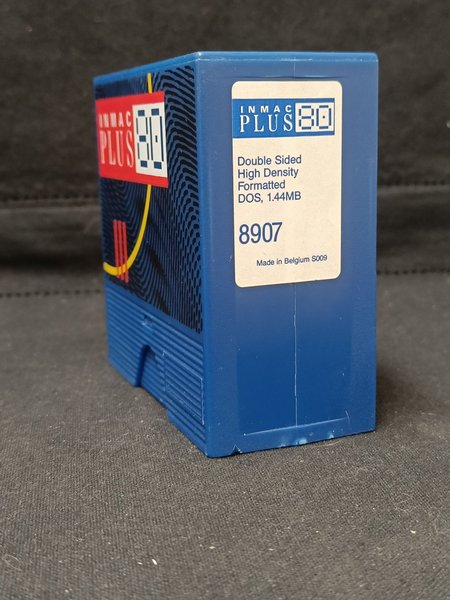 INMAC
PLUS 80
INMAC
PLUS 80
Double Sided
High Density
Formatted
DOS, 1.44MB
8907
Made in Belgium S009